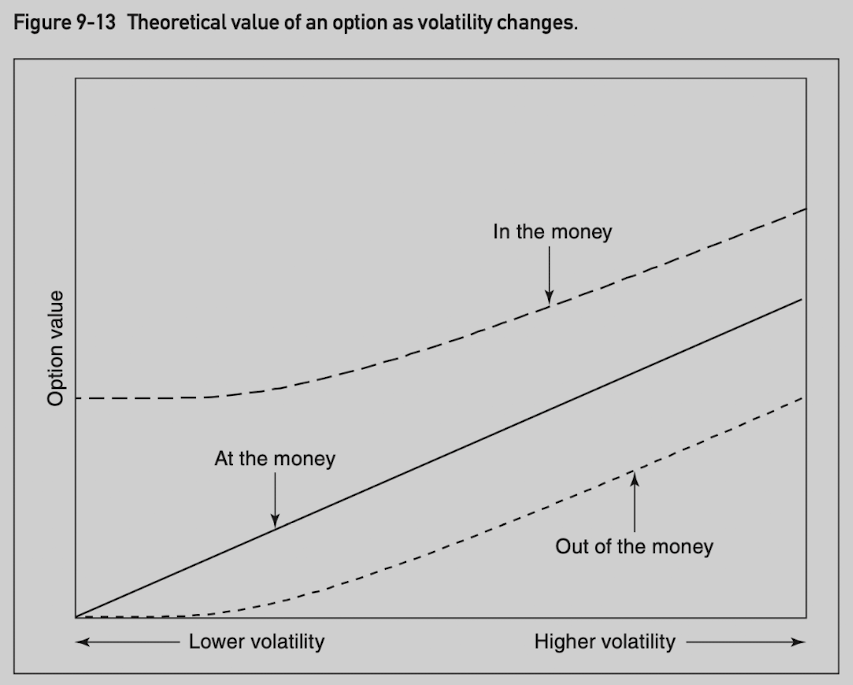 Figure 9-13 Theoretical value of an option as volatility changes.
In the money
Option value
At the money
Out of the money
Lower volatility
Higher volatility